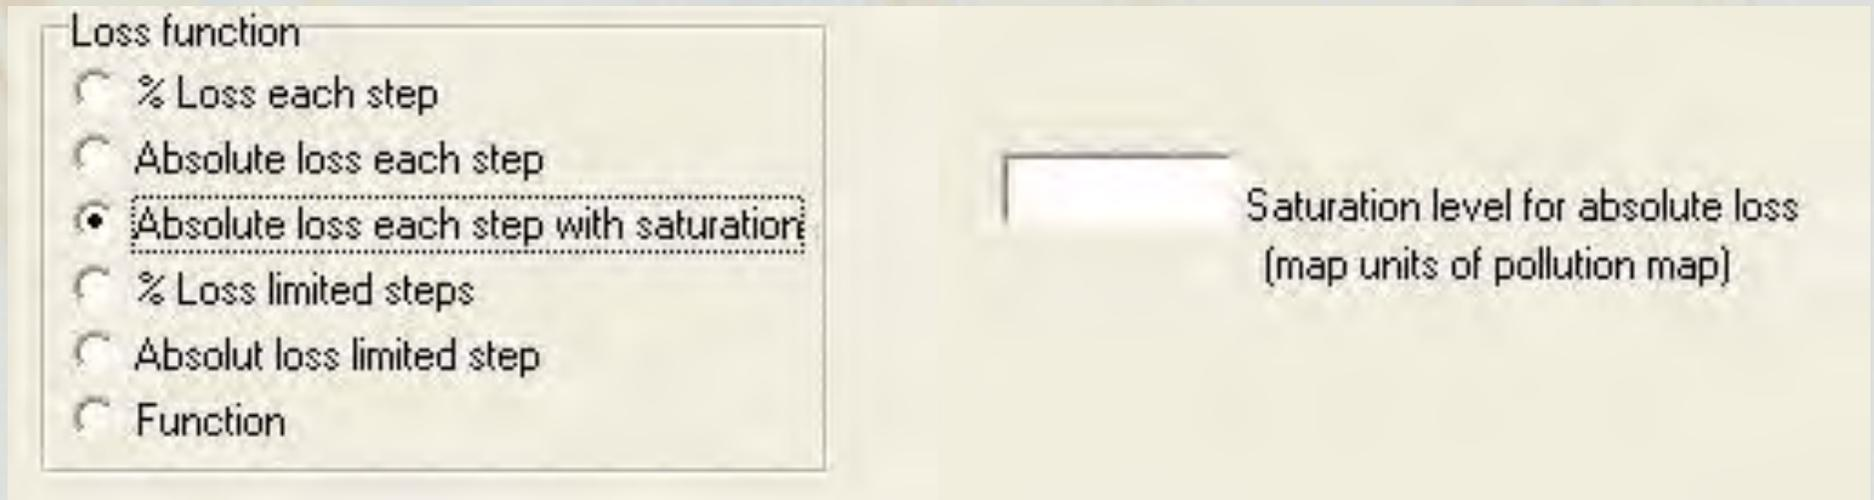 Loss function
% Loss each step
Absolute loss each step
Absolute loss each step with saturation
% Loss limited steps
Absolut loss limited step
Function
Saturation level for absolute loss
(map units of pollution map)